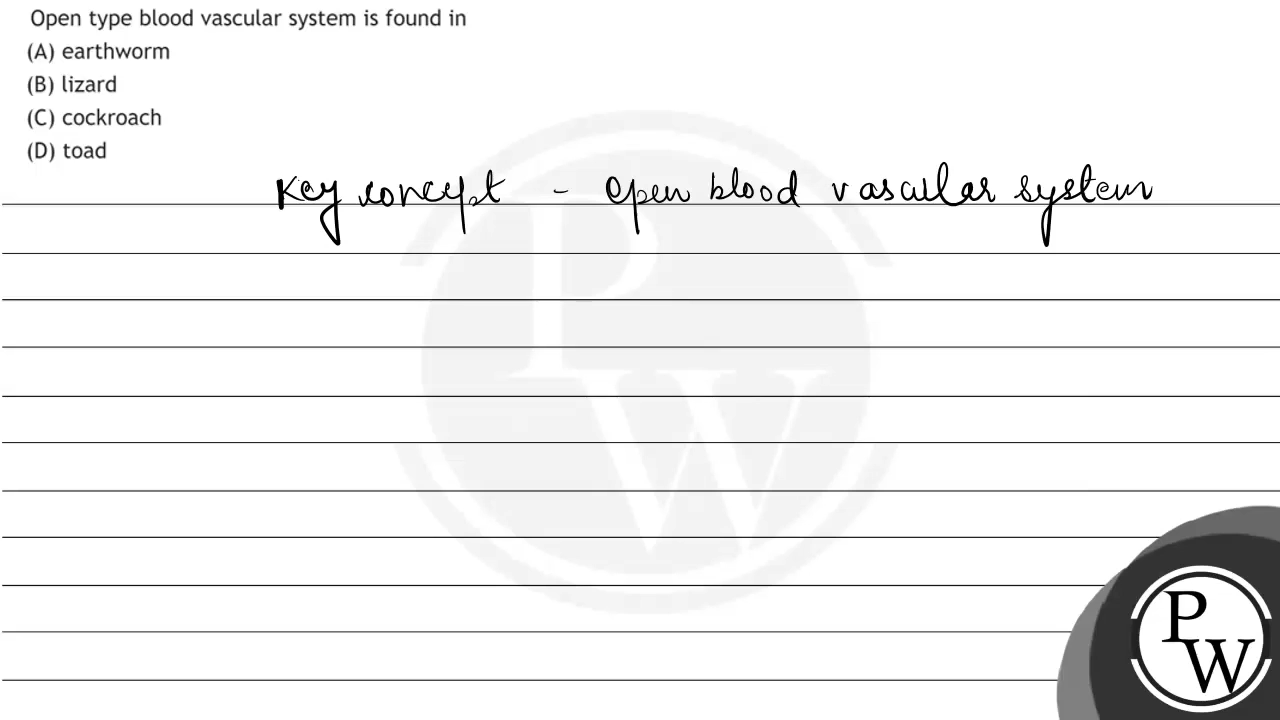 Open type blood vascular system is found in
(A) earthworm
(B) lizard
(C) cockroach
(D) toad
Key concept - Open blood vascular system
P
W
P
W